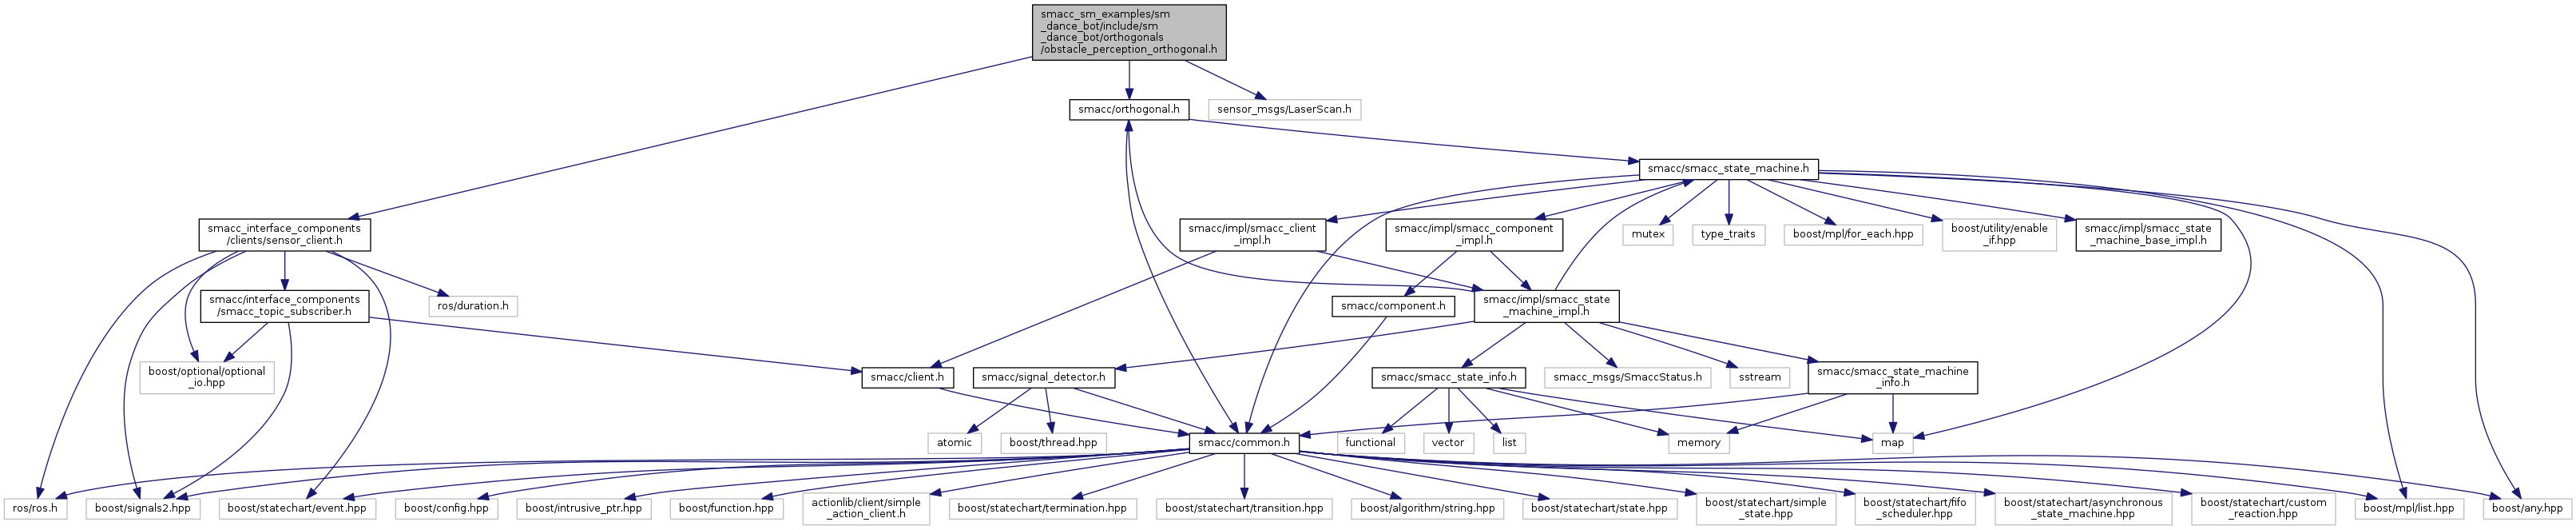 smacc_sm_examples/sm
_dance_bot/include/sm
_dance_bot/orthogonals
/obstacle_perception_orthogonal.h
smacc/orthogonal.h
sensor_msgs/LaserScan.h
smacc/smacc_state_machine.h
smacc_interface_components
/clients/sensor_client.h
smacc/impl/smacc_client
_impl.h
smacc/impl/smacc_component
_impl.h
mutex
type_traits
boost/mpl/for_each.hpp
boost/utility/enable
_if.hpp
smacc/impl/smacc_state
_machine_base_impl.h
smacc/interface_components
/smacc_topic_subscriber.h
ros/duration.h
smacc/component.h
smacc/impl/smacc_state
_machine_impl.h
boost/optional/optional
_io.hpp
smacc/client.h
smacc/signal_detector.h
smacc/smacc_state_info.h
smacc_msgs/SmaccStatus.h
sstream
smacc/smacc_state_machine
_info.h
atomic
boost/thread.hpp
smacc/common.h
functional
vector
list
memory
map
ros/ros.h
boost/signals2.hpp
boost/statechart/event.hpp
boost/config.hpp
boost/intrusive_ptr.hpp
boost/function.hpp
actionlib/client/simple
_action_client.h
boost/statechart/termination.hpp
boost/statechart/transition.hpp
boost/algorithm/string.hpp
boost/statechart/state.hpp
boost/statechart/simple
_state.hpp
boost/statechart/fifo
_scheduler.hpp
boost/statechart/asynchronous
_state_machine.hpp
boost/statechart/custom
_reaction.hpp
boost/mpl/list.hpp
boost/any.hpp